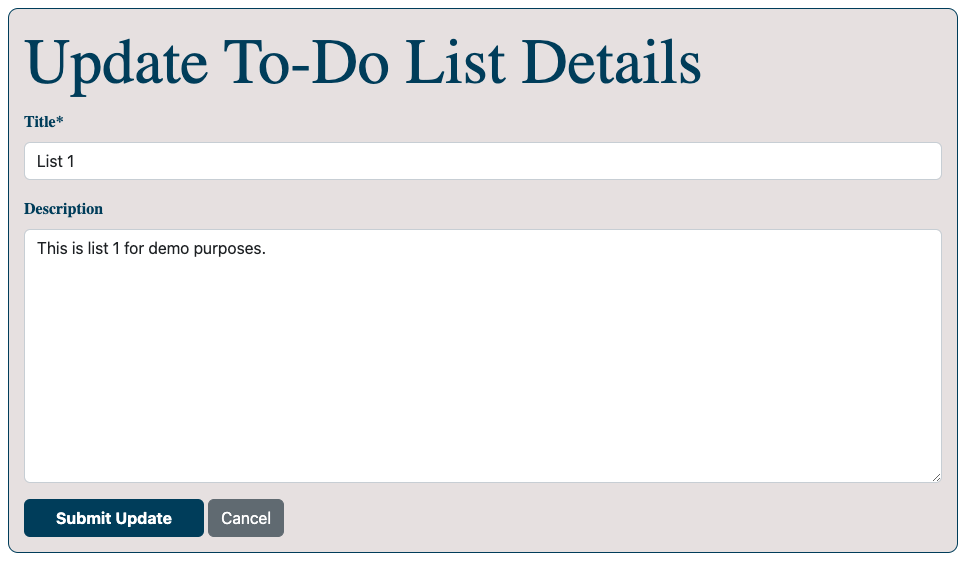 Update To-Do List Details
Title*
List 1
Description
This is list 1 for demo purposes.
Submit Update
Cancel